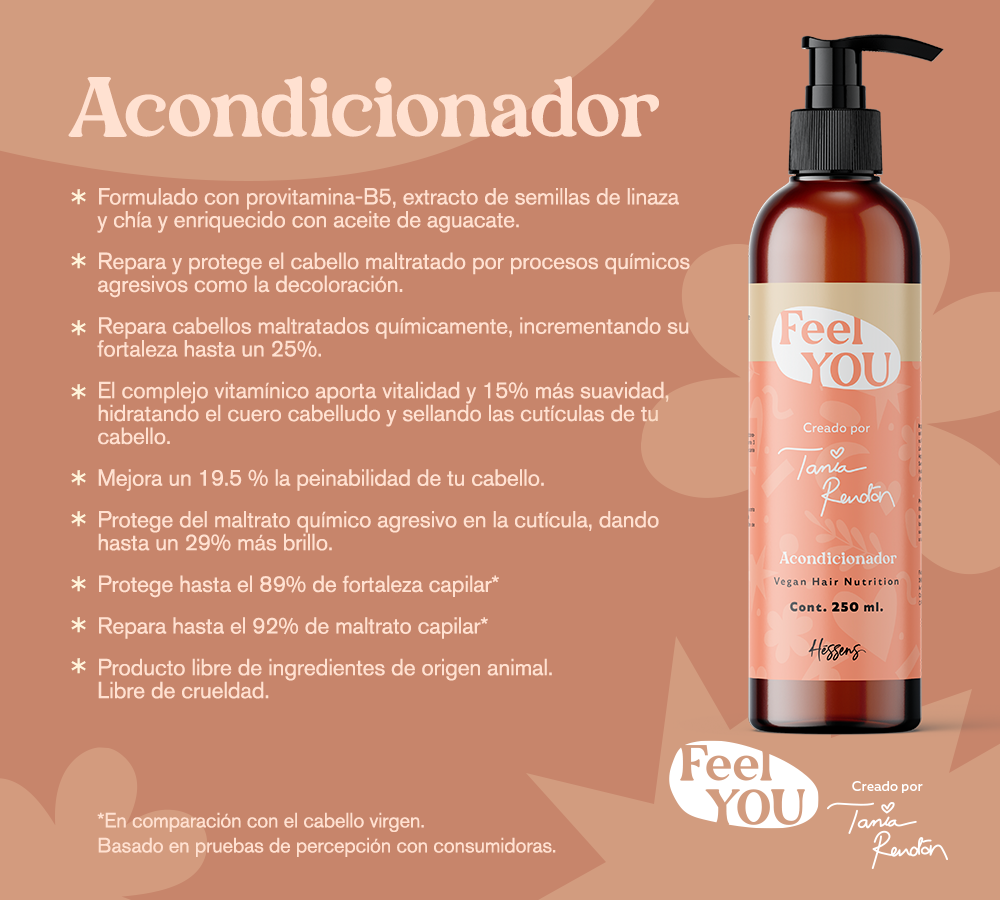 Acondicionador
* Formulado con provitamina-B5, extracto de semillas de linaza
y chía y enriquecido con aceite de aguacate.
* Repara y protege el cabello maltratado por procesos químicos
agresivos como la decoloración.
* Repara cabellos maltratados químicamente, incrementando su
fortaleza hasta un 25%.
* El complejo vitamínico aporta vitalidad y 15% más suavidad,
hidratando el cuero cabelludo y sellando las cutículas de tu
cabello.
* Mejora un 19.5 % la peinabilidad de tu cabello.
* Protege del maltrato químico agresivo en la cutícula, dando
hasta un 29% más brillo.
* Protege hasta el 89% de fortaleza capilar*
* Repara hasta el 92% de maltrato capilar*
* Producto libre de ingredientes de origen animal.
Libre de crueldad.
*En comparación con el cabello virgen.
Basado en pruebas de percepción con consumidoras.
Feel
YOU
Creado por
Tania
Rendón
Acondicionador
Vegan Hair Nutrition
Cont. 250 ml.
Héssens
Feel
YOU
Creado por
Tania
Rendón